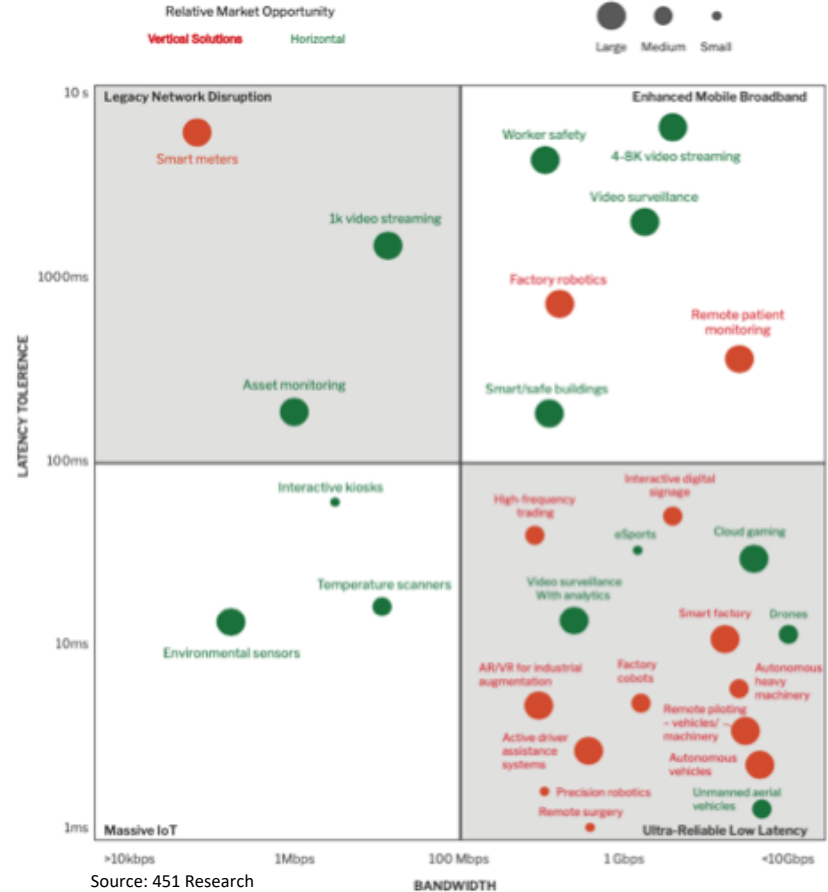 Relative Market Opportunity
Vertical Solutions
Horizontal
Large
Medium
Small
10 s
Legacy Network Disruption
Enhanced Mobile Broadband
Smart meters
Worker safety
4-8K video streaming
Video surveillance
1k video streaming
1000ms
Factory robotics
Remote patient
monitoring
Asset monitoring
Smart/safe buildings
LATENCY TOLERENCE
100ms
Interactive kiosks
High-frequency
trading
Interactive digital
signage
eSports
Cloud gaming
Temperature scanners
Video surveillance
With analytics
Smart factory
Drones
10ms
Environmental sensors
AR/VR for industrial
augmentation
Factory
cobots
Autonomous
heavy
machinery
Remote piloting
– vehicles/
machinery
Active driver
assistance
systems
Autonomous
vehicles
Precision robotics
Unmanned aerial
vehicles
Remote surgery
1ms
Massive IoT
Ultra-Reliable Low Latency
>10kbps
1Mbps
100 Mbps
1 Gbps
<10Gbps
Source: 451 Research
BANDWIDTH